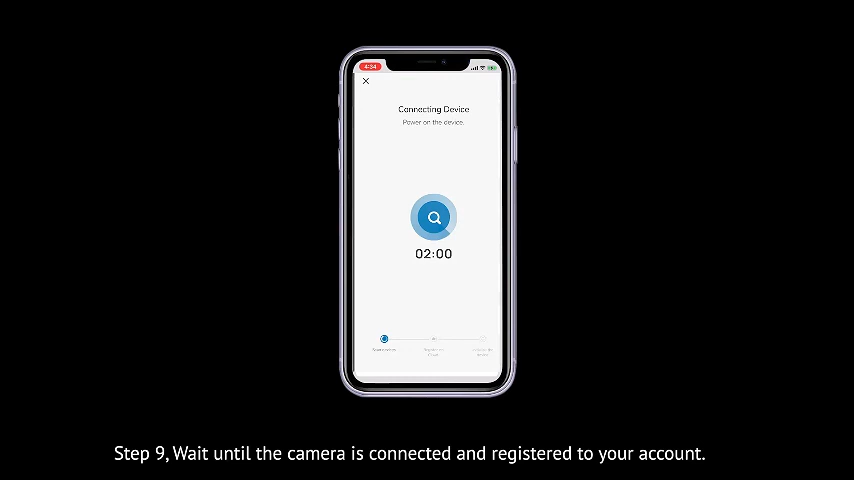 4:34
Connecting Device
Power on the device.
02:00
Step 9, Wait until the camera is connected and registered to your account.